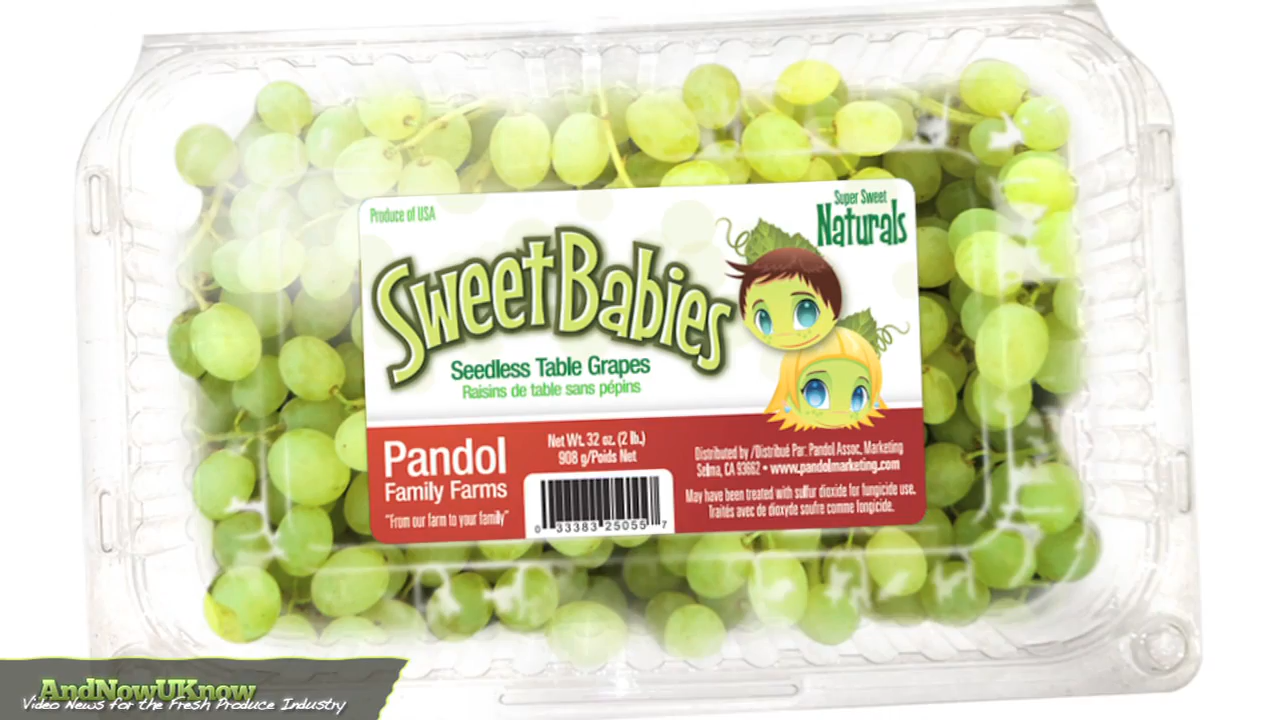 Produce of USA
Super Sweet
Naturals
Sweet Babies
Seedless Table Grapes
Raisins de table sans pépins
Pandol
Family Farms
"From our farm to your family"
Net Wt. 32 oz. (2 lb.)
908 g/Poids Net
0 33383 25055 7
Distributed by /Distribué Par: Pandol Assoc. Marketing
Selma, CA 93662 • www.pandolmarketing.com
May have been treated with sulfur dioxide for fungicide use.
Traités avec de dioxyde soufre comme fongicide.
AndNowUKnow
Video News for the Fresh Produce Industry